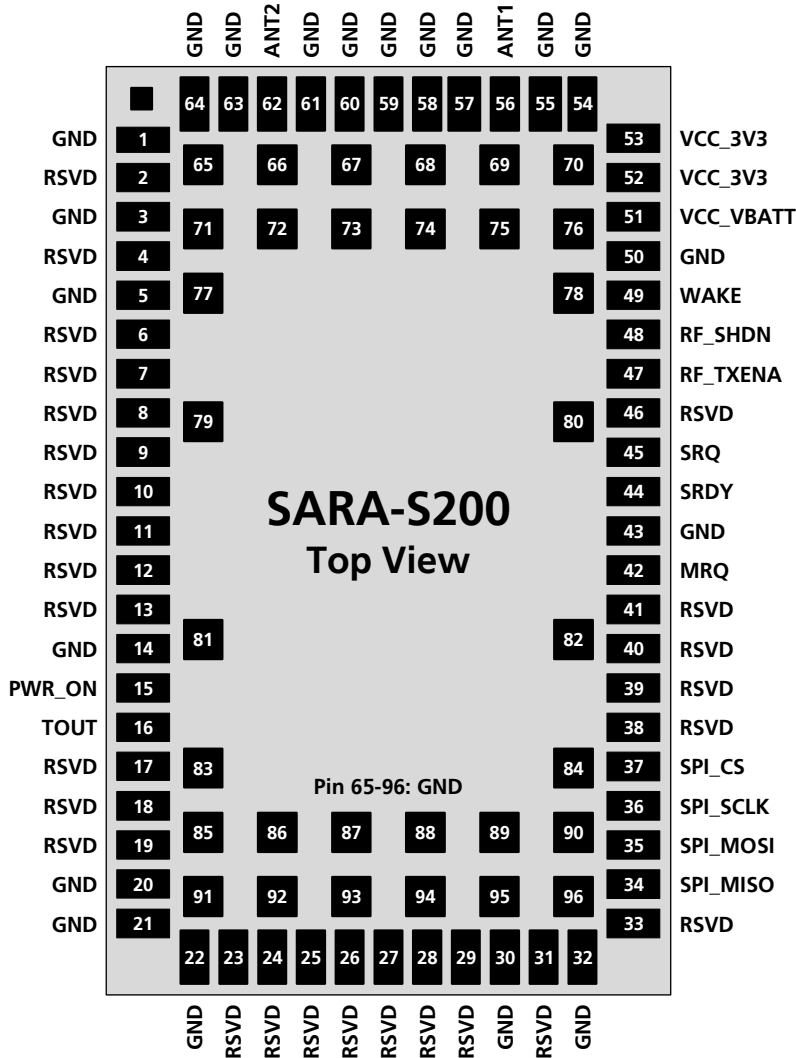 GND GND ANT2 GND GND GND GND GND ANT1 GND GND
64 63 62 61 60 59 58 57 56 55 54
GND 1 53 VCC_3V3
65 66 67 68 69 70
RSVD 2 52 VCC_3V3
GND 3 51 VCC_VBATT
71 72 73 74 75 76
RSVD 4 50 GND
GND 5 77 78 49 WAKE
RSVD 6 48 RF_SHDN
RSVD 7 47 RF_TXENA
RSVD 8 79 80 46 RSVD
RSVD 9 45 SRQ
RSVD 10 44 SRDY
SARA-S200
RSVD 11 43 GND
Top View
RSVD 12 42 MRQ
RSVD 13 41 RSVD
GND 14 81 82 40 RSVD
PWR_ON 15 39 RSVD
TOUT 16 38 RSVD
RSVD 17 83 84 37 SPI_CS
Pin 65-96: GND
RSVD 18 36 SPI_SCLK
85 86 87 88 89 90
RSVD 19 35 SPI_MOSI
GND 20 34 SPI_MISO
91 92 93 94 95 96
GND 21 33 RSVD
22 23 24 25 26 27 28 29 30 31 32
GND RSVD RSVD RSVD RSVD RSVD RSVD RSVD GND RSVD GND